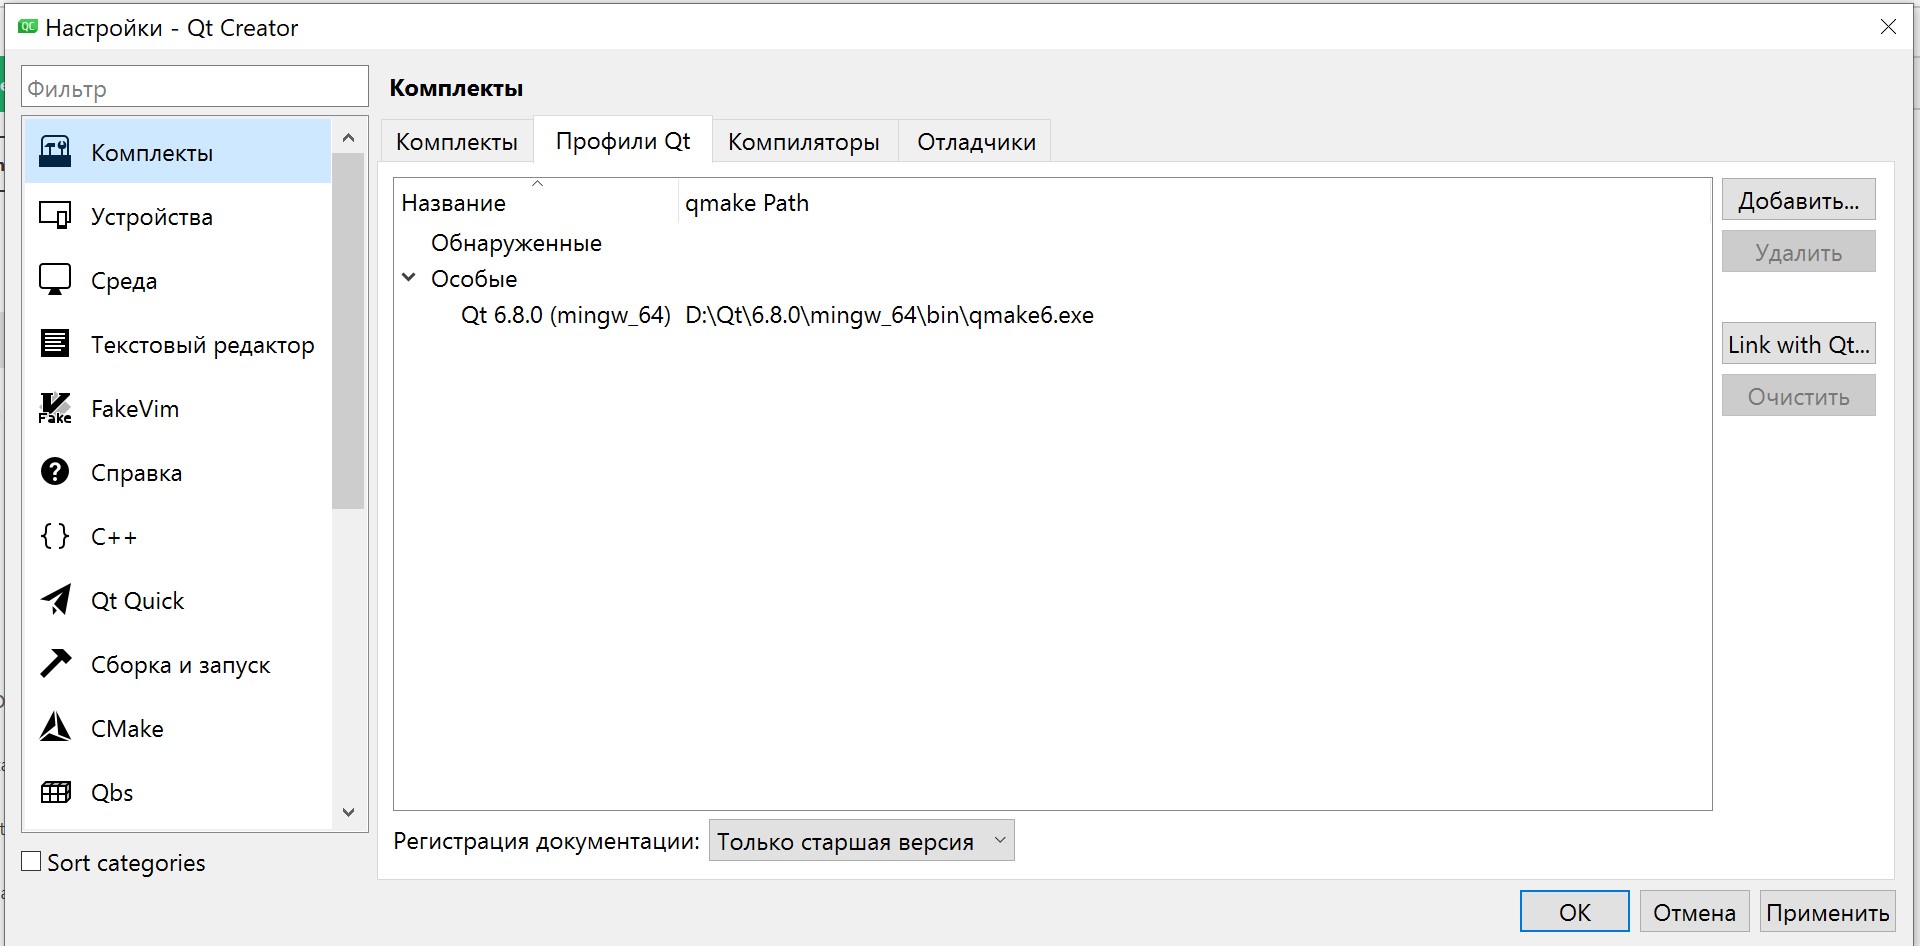 Настройки - Qt Creator
Фильтр
Комплекты
Устройства
Среда
Текстовый редактор
FakeVim
Справка
C++
Qt Quick
Сборка и запуск
CMake
Qbs
Sort categories
Комплекты
Комплекты Профили Qt Компиляторы Отладчики
Название qmake Path
Обнаруженные
Особые
Qt 6.8.0 (mingw_64) D:\Qt\6.8.0\mingw_64\bin\qmake6.exe
Добавить...
Удалить
Link with Qt...
Очистить
Регистрация документации: Только старшая версия
OK Отмена Применить